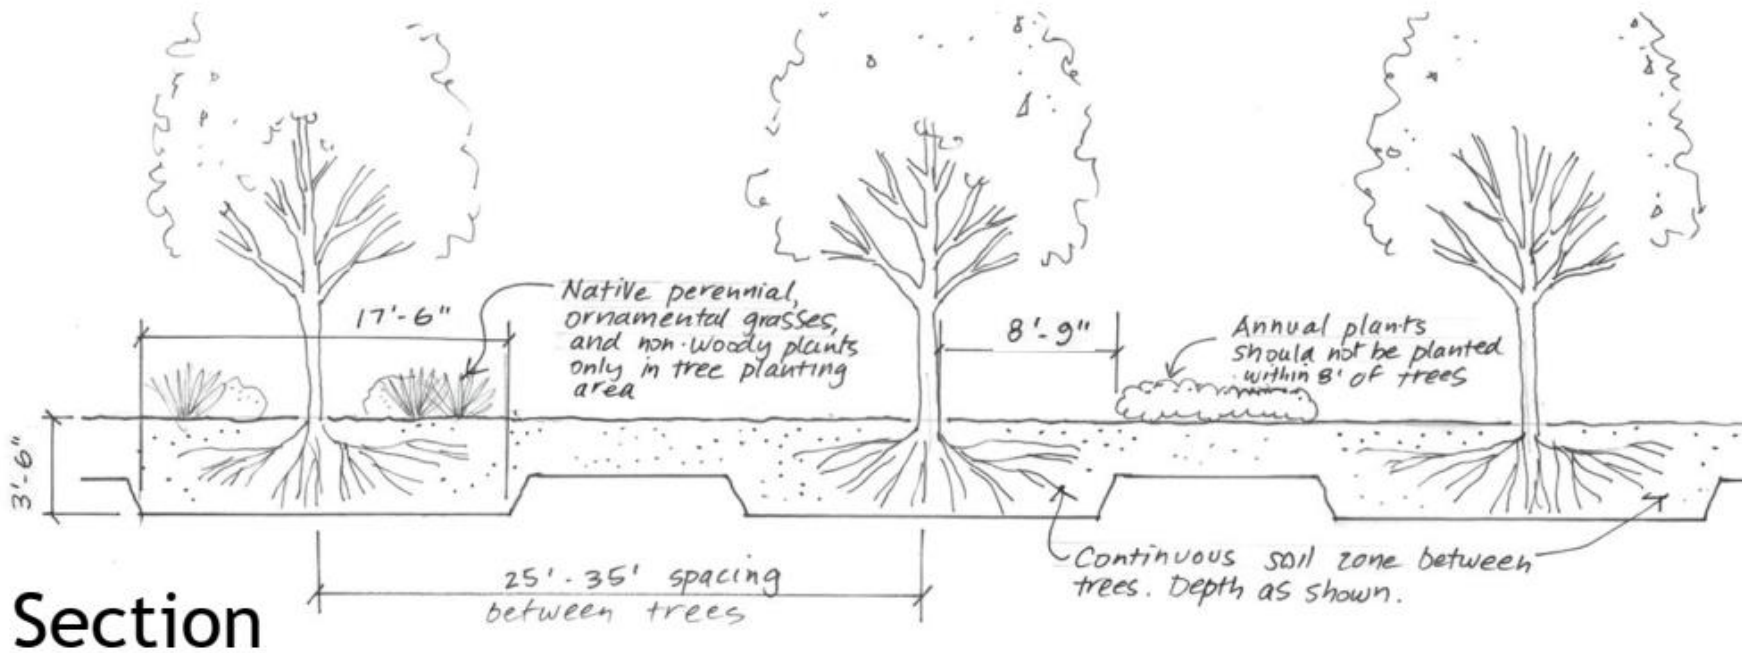 17'-6"
Native perennial,
ornamental grasses,
and non-woody plants
only in tree planting
area
8'-9"
Annual plants
should not be planted
within 8' of trees
3'-6"
25'-35' spacing
between trees
Continuous soil zone between
trees. Depth as shown.
Section